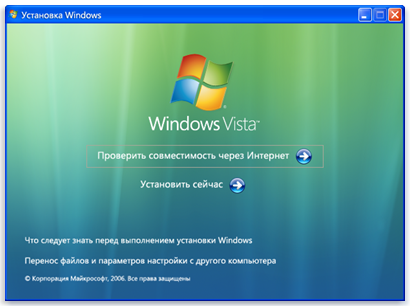 Установка Windows
Windows Vista™
Проверить совместимость через Интернет
Установить сейчас
Что следует знать перед выполнением установки Windows
Перенос файлов и параметров настройки с другого компьютера
© Корпорация Майкрософт, 2006. Все права защищены